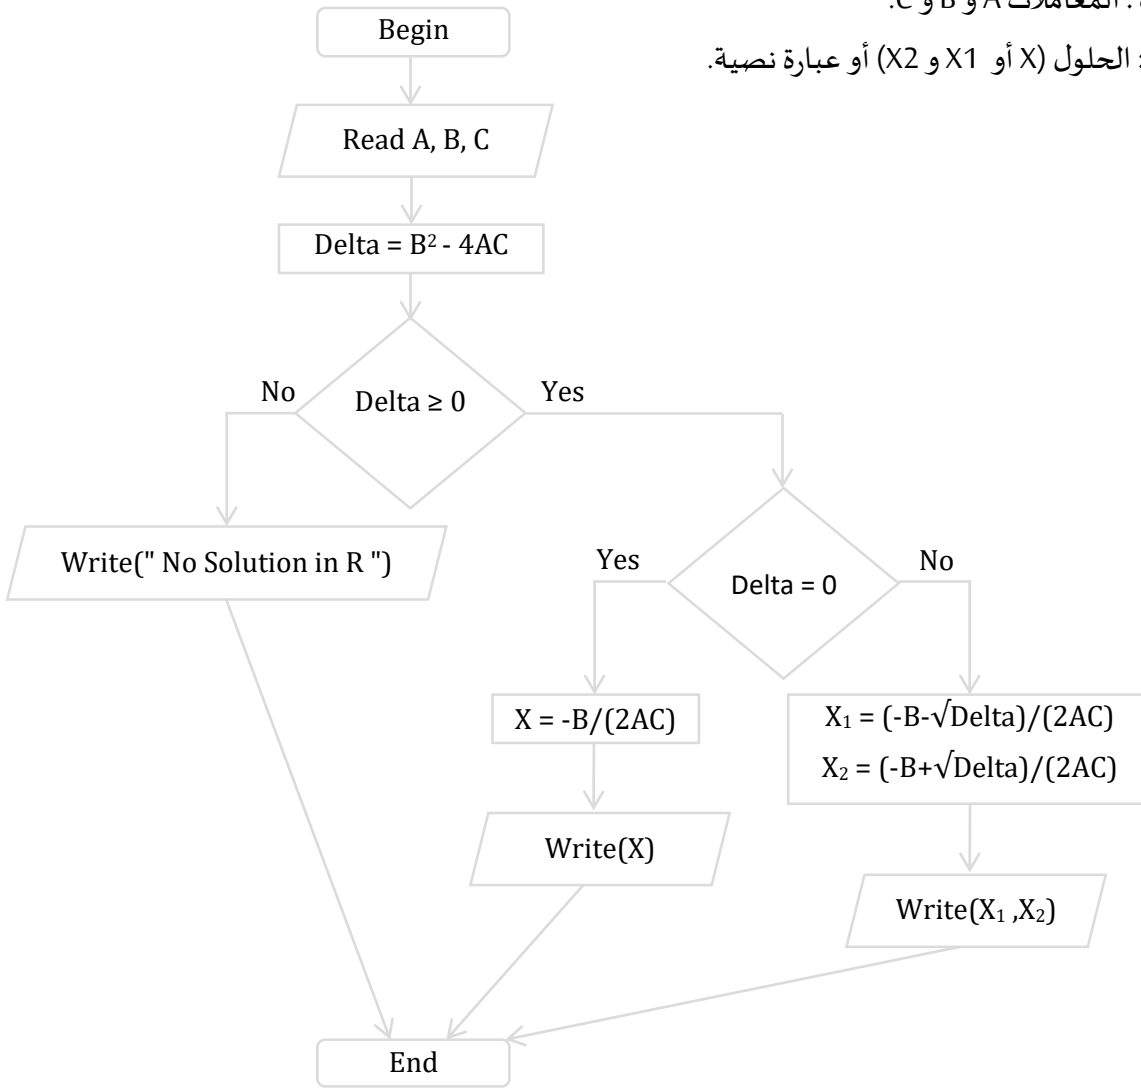 : المعاملات A و B و C.
: الحلول (X أو X1 و X2) أو عبارة نصية.
Begin
Read A, B, C
Delta = B² - 4AC
Delta ≥ 0
No
Yes
Write(" No Solution in R ")
Delta = 0
Yes
No
X = -B/(2AC)
X₁ = (-B-√Delta)/(2AC)
X₂ = (-B+√Delta)/(2AC)
Write(X)
Write(X₁ ,X₂)
End